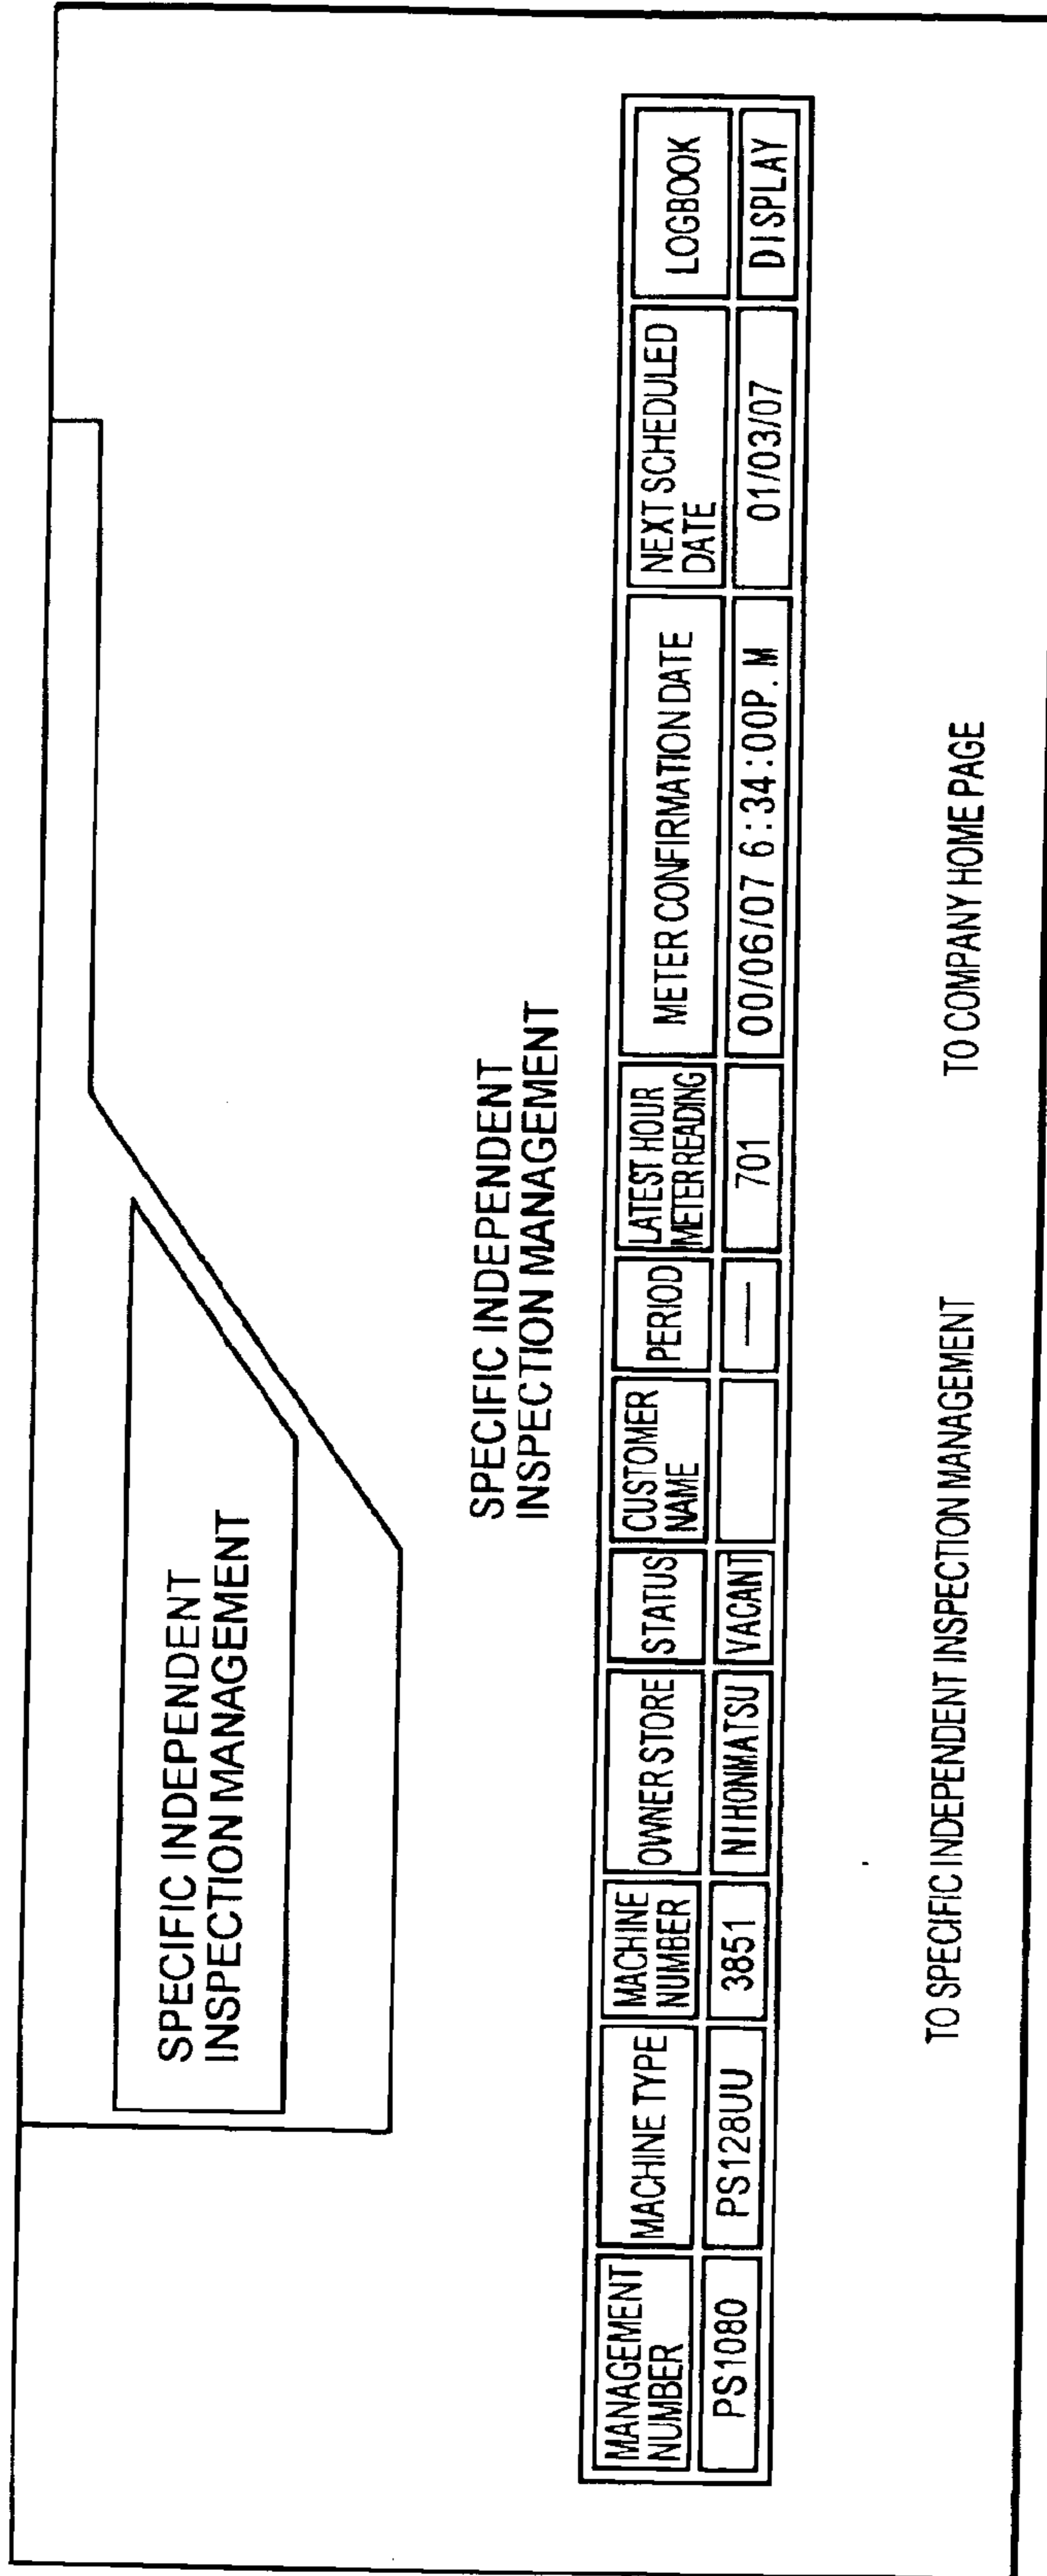 SPECIFIC INDEPENDENT
INSPECTION MANAGEMENT
SPECIFIC INDEPENDENT
INSPECTION MANAGEMENT
MANAGEMENT NUMBER MACHINE TYPE MACHINE NUMBER OWNER STORE STATUS CUSTOMER NAME PERIOD LATEST HOUR METER READING METER CONFIRMATION DATE NEXT SCHEDULED DATE LOGBOOK
PS1080 PS128UU 3851 NIHONMATSU VACANT — 701 00/06/07 6:34:00P.M 01/03/07 DISPLAY
TO SPECIFIC INDEPENDENT INSPECTION MANAGEMENT TO COMPANY HOME PAGE